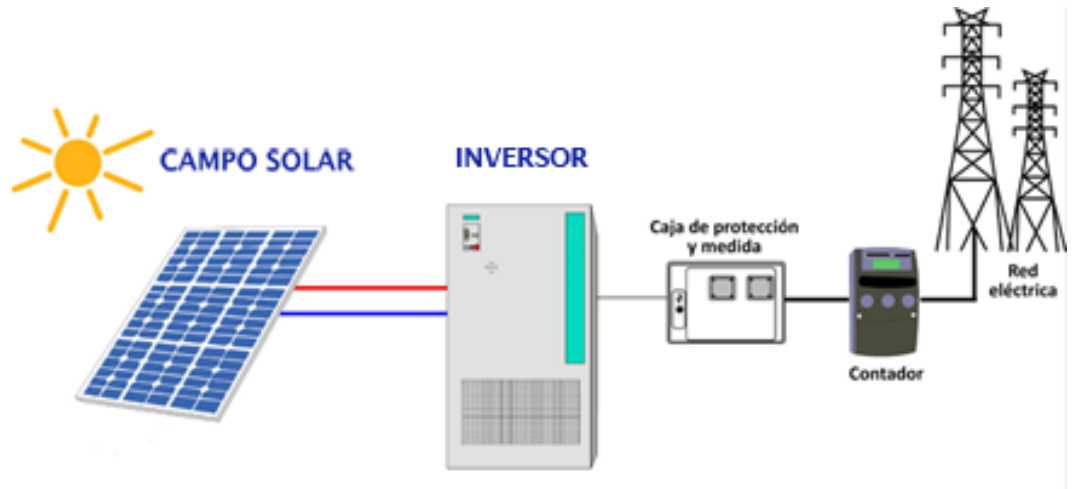 CAMPO SOLAR
INVERSOR
Caja de protección
y medida
Contador
Red
eléctrica